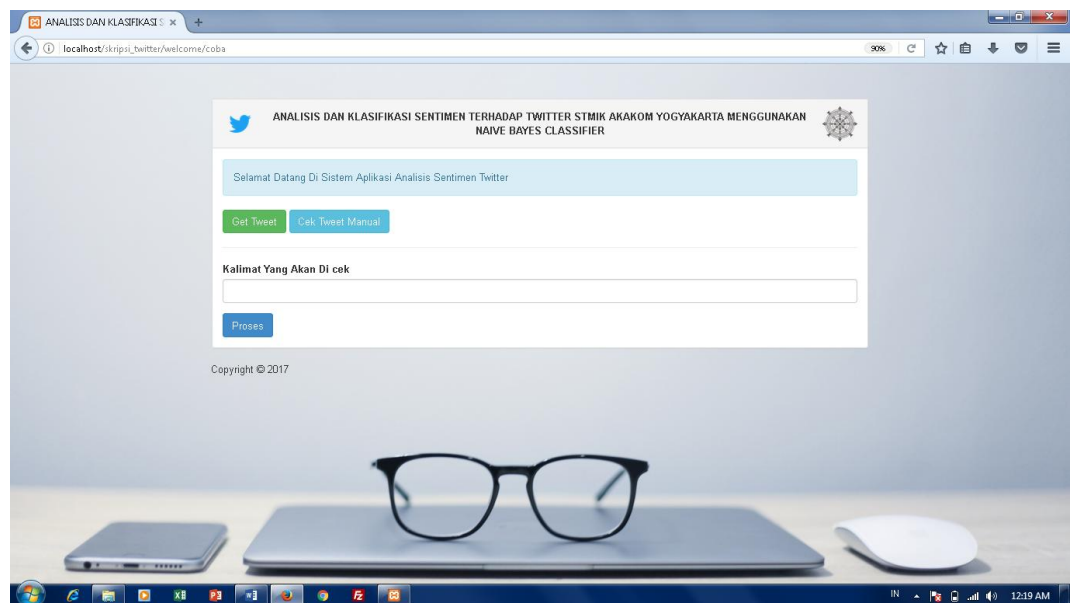 ANALISIS DAN KLASIFIKASI S
localhost/skripsi_twitter/welcome/coba
90%
ANALISIS DAN KLASIFIKASI SENTIMEN TERHADAP TWITTER STMIK AKAKOM YOGYAKARTA MENGGUNAKAN
NAIVE BAYES CLASSIFIER
Selamat Datang Di Sistem Aplikasi Analisis Sentimen Twitter
Get Tweet Cek Tweet Manual
Kalimat Yang Akan Di cek
Proses
Copyright © 2017
IN 12:19 AM